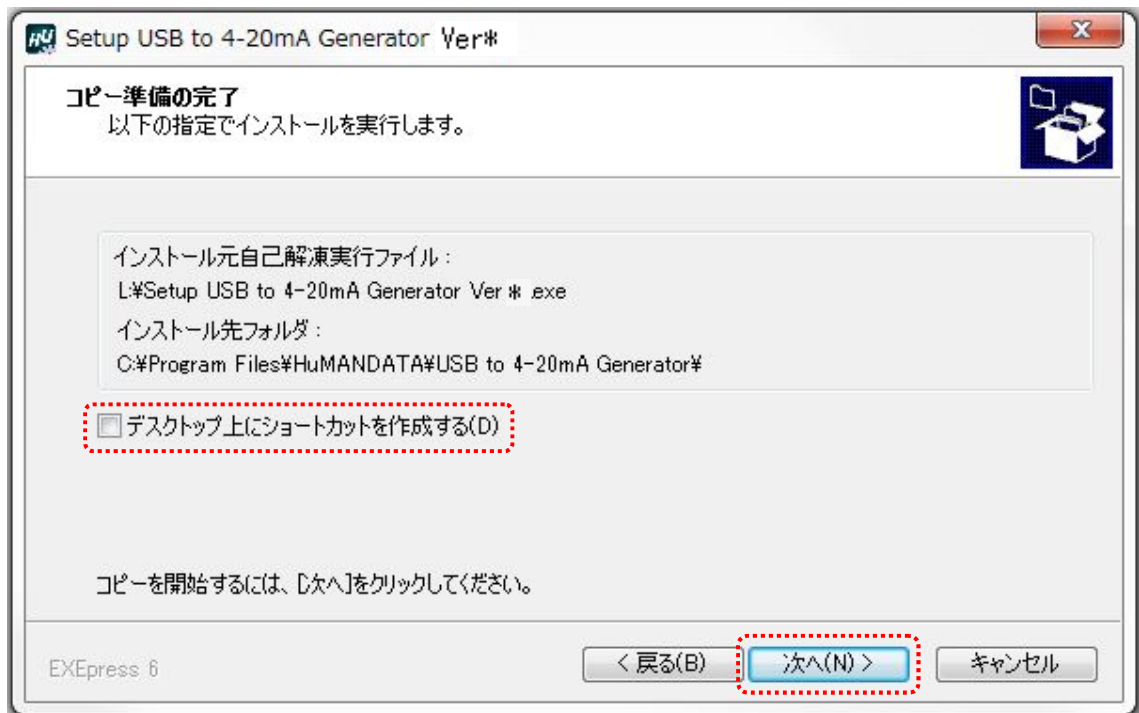 HU Setup USB to 4-20mA Generator Ver*
コピー準備の完了
以下の指定でインストールを実行します。
インストール元自己解凍実行ファイル：
L:¥Setup USB to 4-20mA Generator Ver * .exe
インストール先フォルダ：
C:¥Program Files¥HuMANDATA¥USB to 4-20mA Generator¥
デスクトップ上にショートカットを作成する(D)
コピーを開始するには、[次へ]をクリックしてください。
EXEpress 6
< 戻る(B)
次へ(N) >
キャンセル